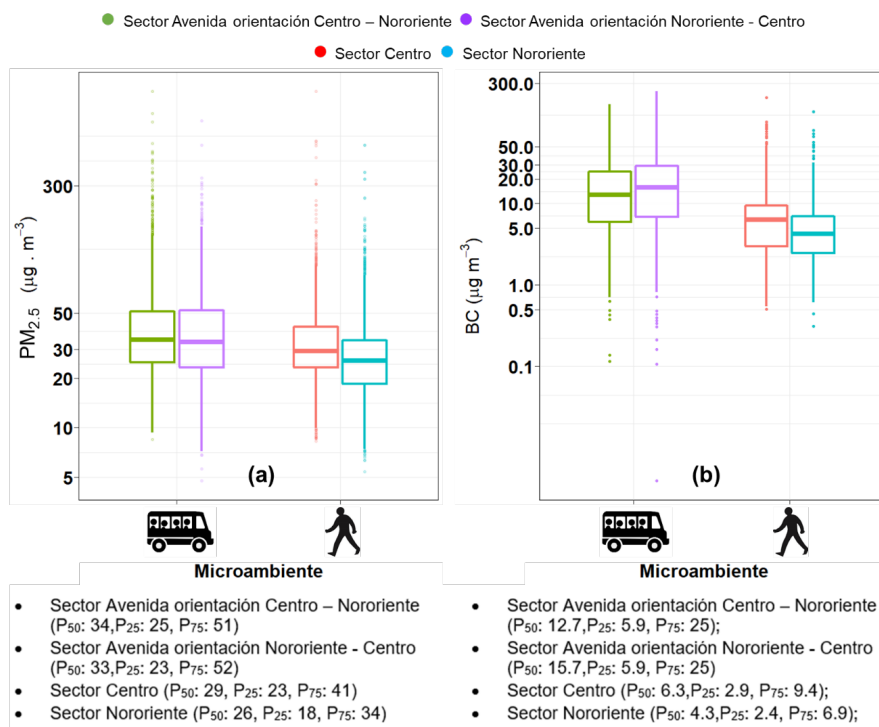 Sector Avenida orientación Centro – Nororiente Sector Avenida orientación Nororiente - Centro
Sector Centro Sector Nororiente
PM2.5 (μg . m−3)
300
50
30
20
10
5
(a)
BC (μg m−3)
300.0
50.0
30.0
20.0
10.0
5.0
1.0
0.5
0.1
(b)
Microambiente
Microambiente
• Sector Avenida orientación Centro – Nororiente
(P50: 34,P25: 25, P75: 51)
• Sector Avenida orientación Nororiente - Centro
(P50: 33,P25: 23, P75: 52)
• Sector Centro (P50: 29, P25: 23, P75: 41)
• Sector Nororiente (P50: 26, P25: 18, P75: 34)
• Sector Avenida orientación Centro – Nororiente
(P50: 12.7,P25: 5.9, P75: 25);
• Sector Avenida orientación Nororiente - Centro
(P50: 15.7,P25: 5.9, P75: 25)
• Sector Centro (P50: 6.3,P25: 2.9, P75: 9.4);
• Sector Nororiente (P50: 4.3,P25: 2.4, P75: 6.9);